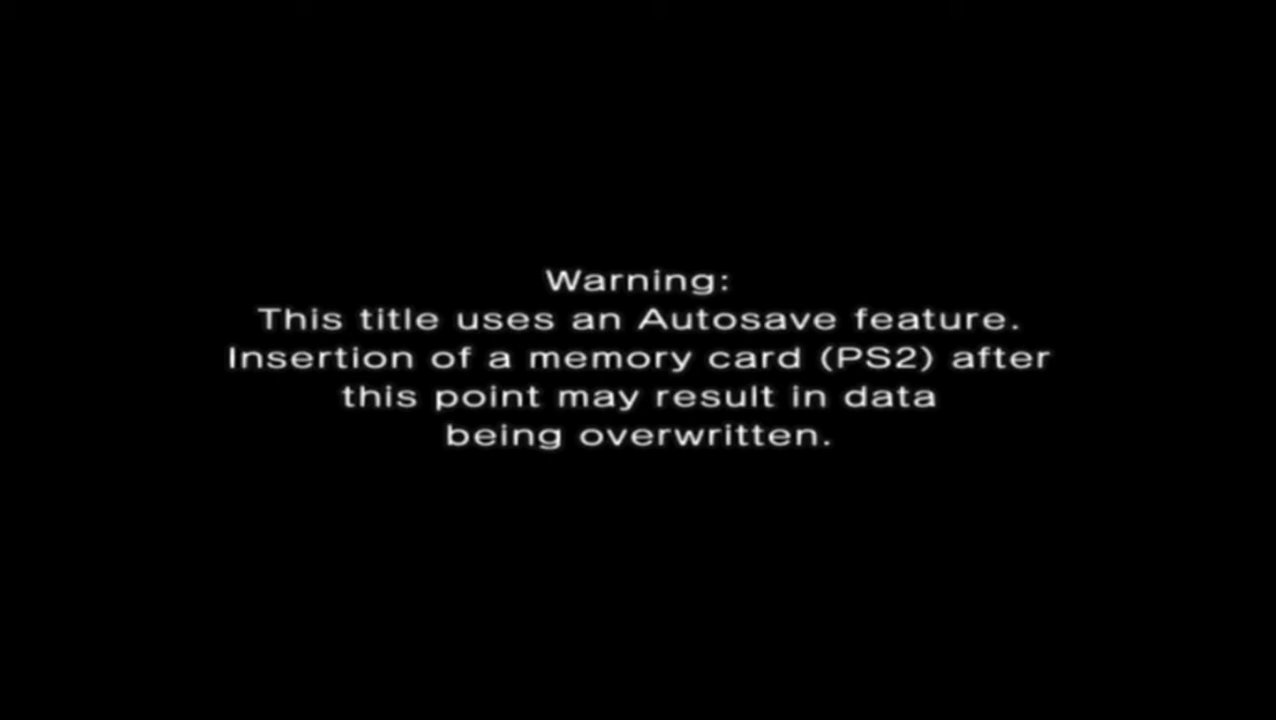 Warning:
This title uses an Autosave feature.
Insertion of a memory card (PS2) after
this point may result in data
being overwritten.